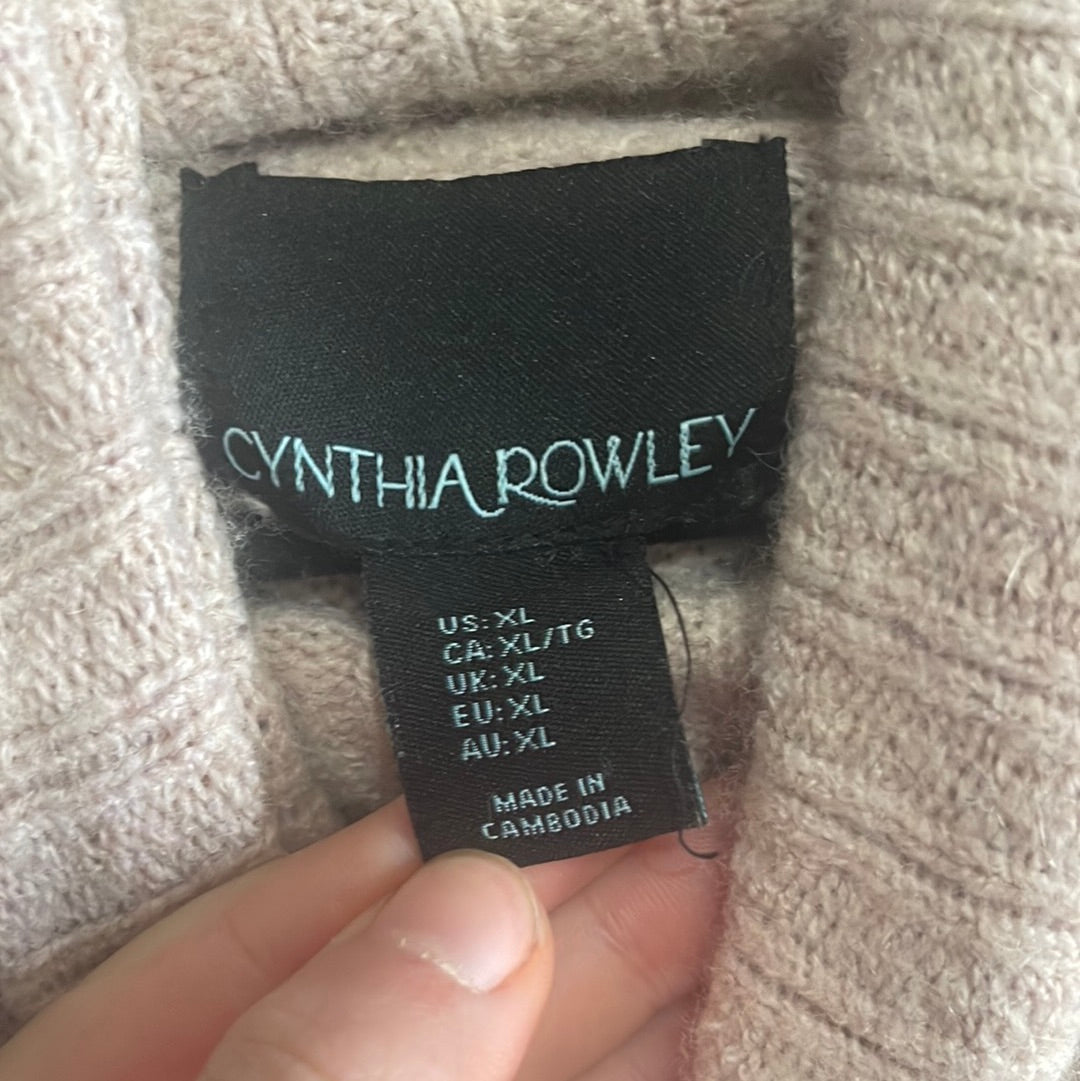 CYNTHIA ROWLEY
US: XL
CA: XL/TG
UK: XL
EU: XL
AU: XL
MADE IN
CAMBODIA